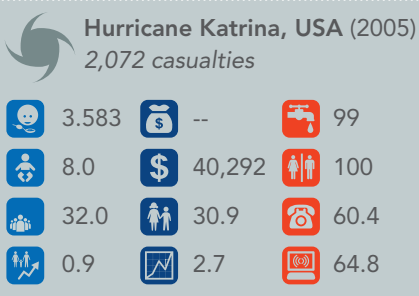 Hurricane Katrina, USA (2005)
2,072 casualties
3.583 $ -- 99
8.0 $ 40,292 100
32.0 30.9 60.4
0.9 2.7 64.8